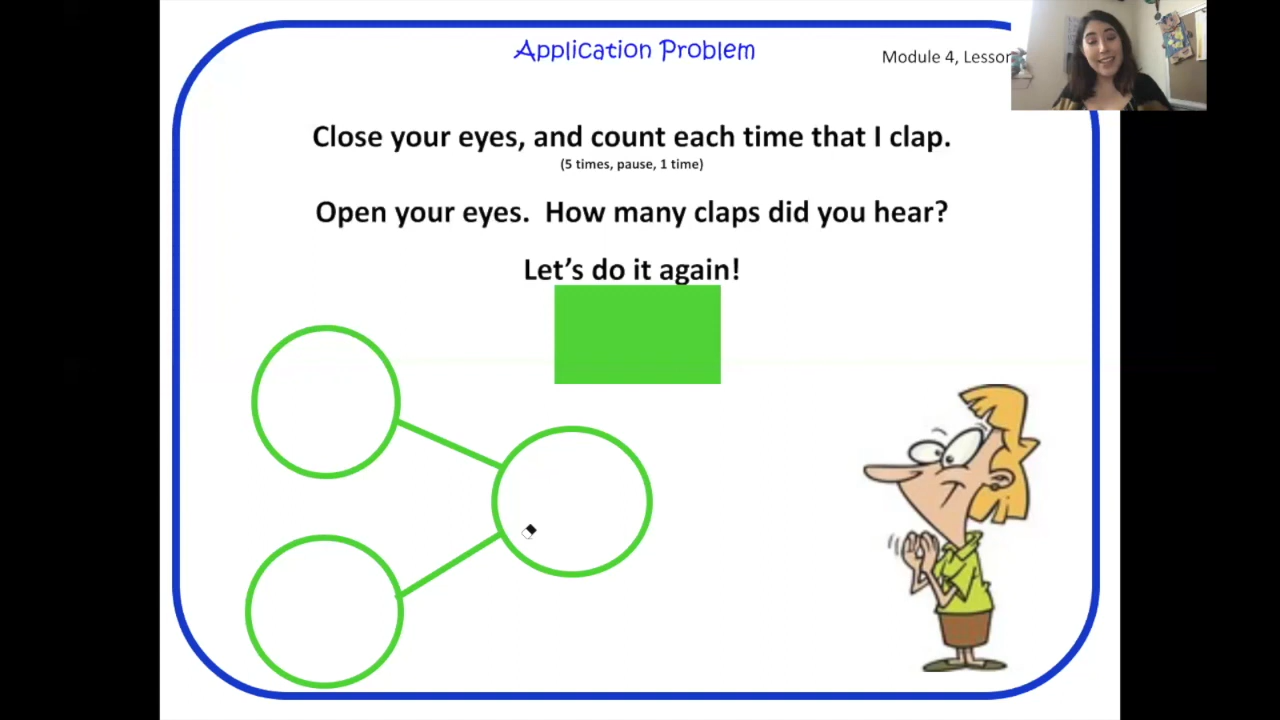 Application Problem
Module 4, Lesson
Close your eyes, and count each time that I clap.
(5 times, pause, 1 time)
Open your eyes. How many claps did you hear?
Let's do it again!